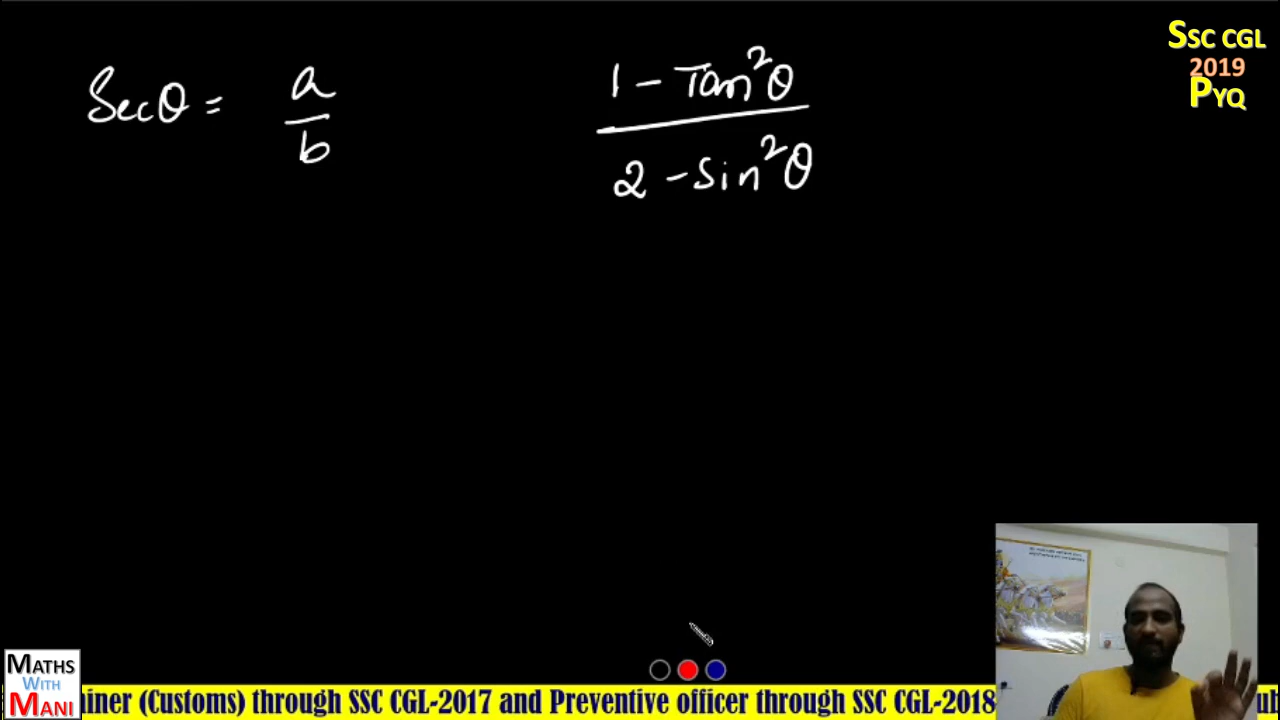 Secθ = a/b
1 - Tan²θ / 2 - Sin²θ
SSC CGL
2019
PYQ
MATHS
WITH
MANI
iner (Customs) through SSC CGL-2017 and Preventive officer through SSC CGL-2018